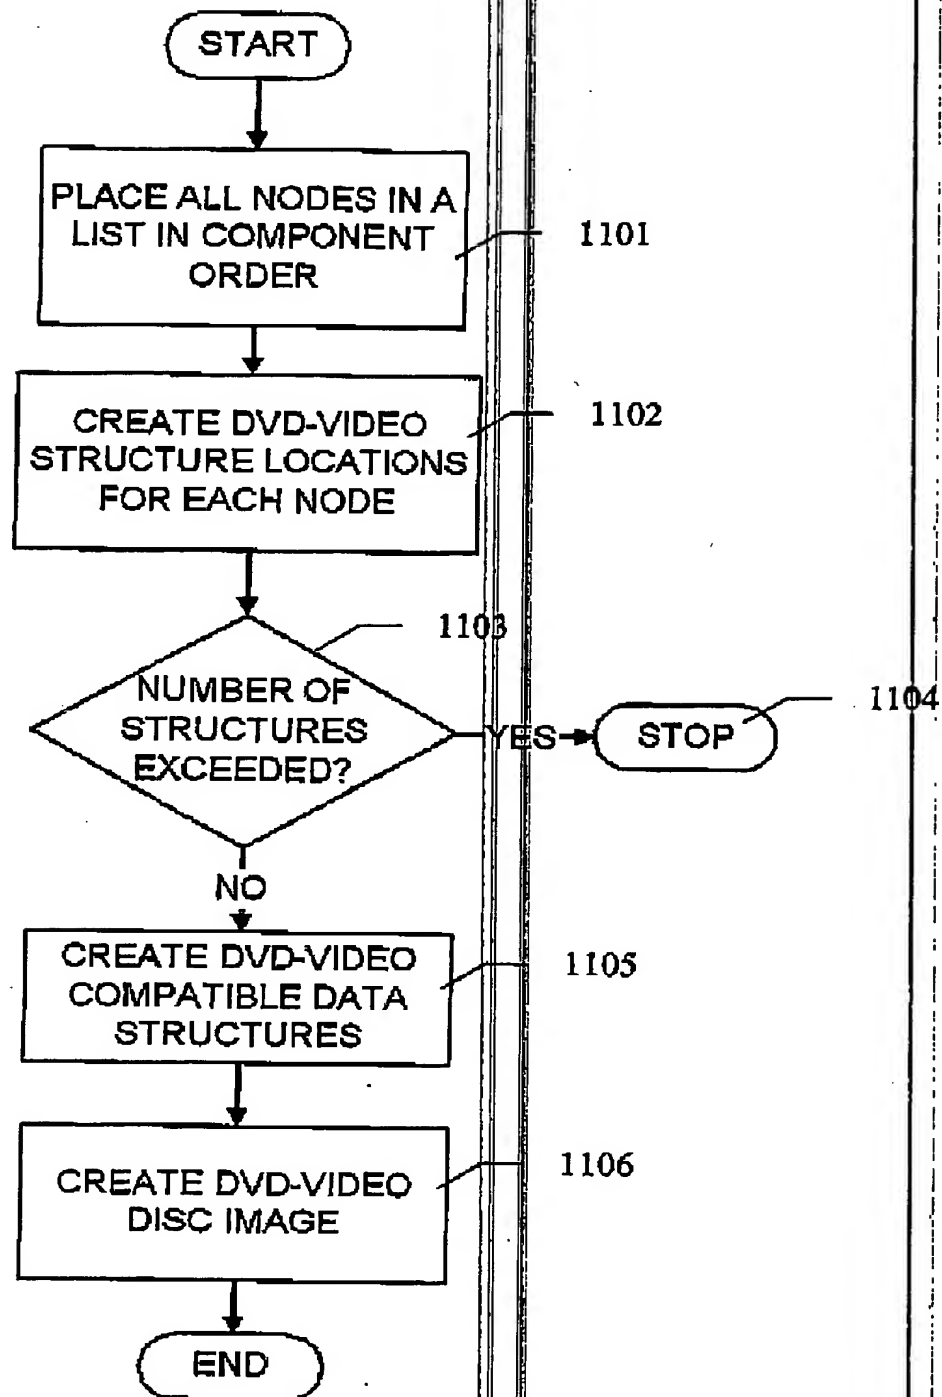 START
PLACE ALL NODES IN A
LIST IN COMPONENT
ORDER
1101
CREATE DVD-VIDEO
STRUCTURE LOCATIONS
FOR EACH NODE
1102
1103
NUMBER OF
STRUCTURES
EXCEEDED?
YES
STOP
1104
NO
CREATE DVD-VIDEO
COMPATIBLE DATA
STRUCTURES
1105
CREATE DVD-VIDEO
DISC IMAGE
1106
END